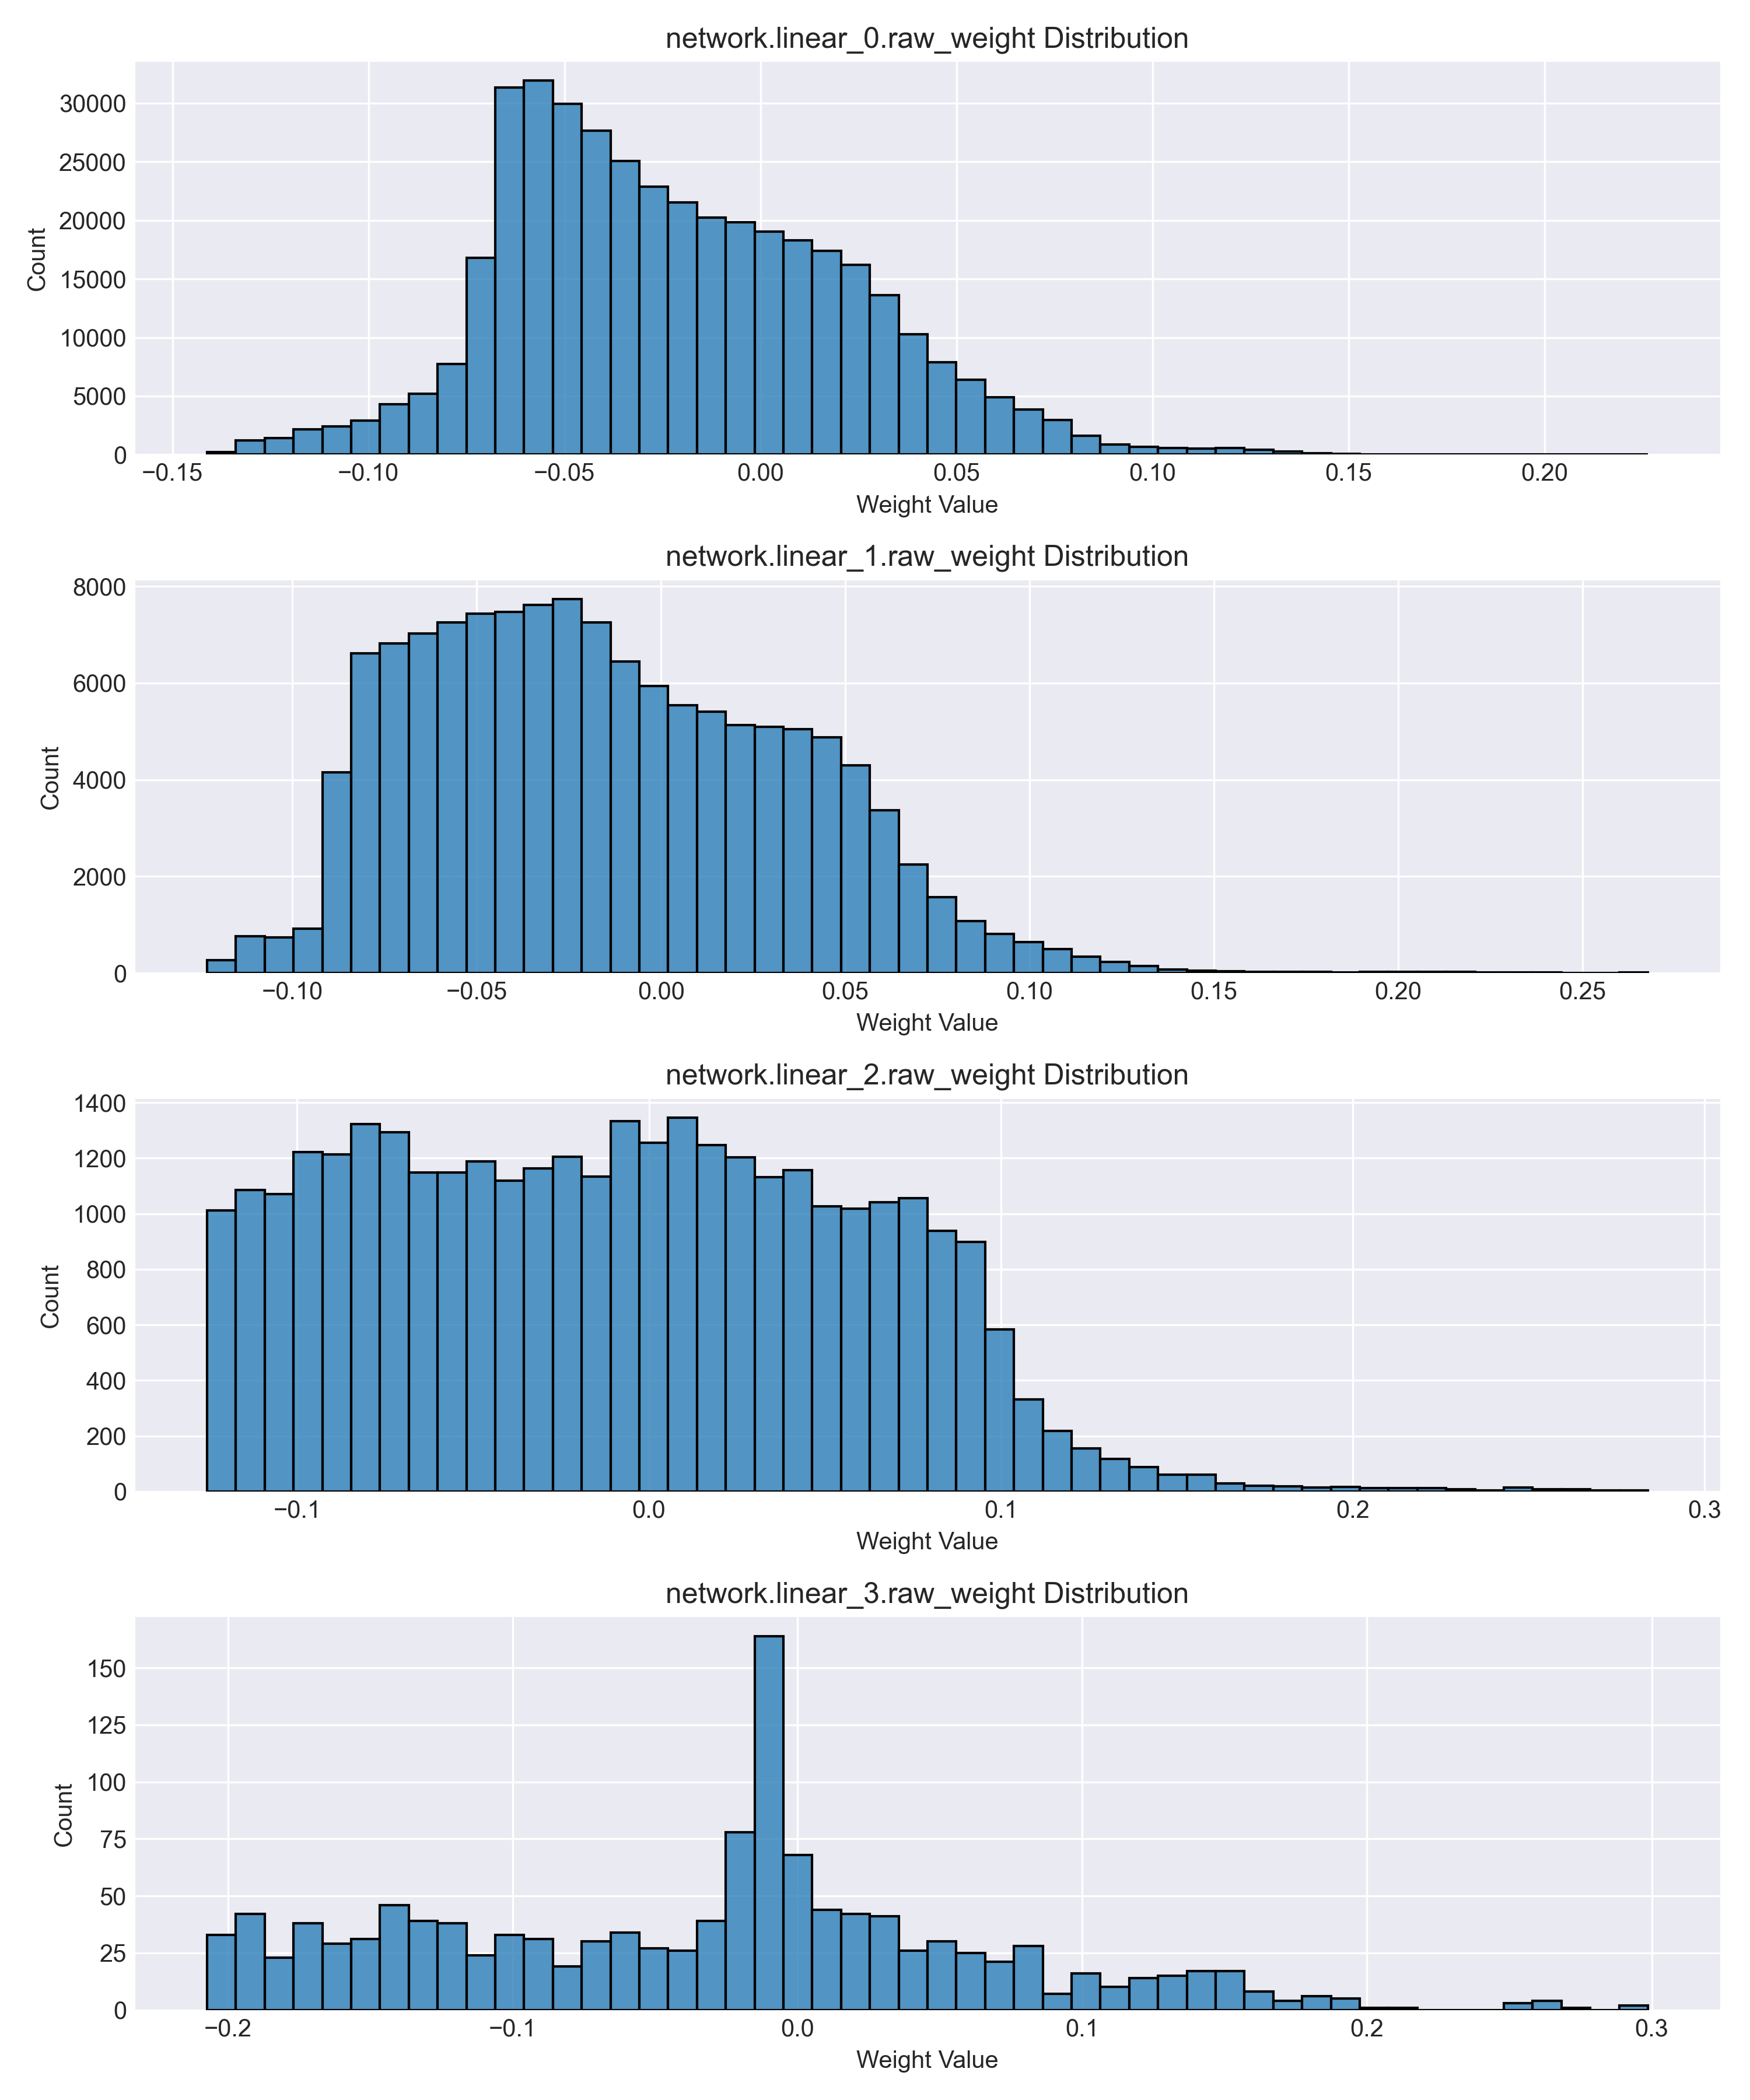 network.linear_0.raw_weight Distribution
30000
25000
20000
15000
10000
5000
0
Count
−0.15 −0.10 −0.05 0.00 0.05 0.10 0.15 0.20
Weight Value
network.linear_1.raw_weight Distribution
8000
6000
4000
2000
0
Count
−0.10 −0.05 0.00 0.05 0.10 0.15 0.20 0.25
Weight Value
network.linear_2.raw_weight Distribution
1400
1200
1000
800
600
400
200
0
Count
−0.1 0.0 0.1 0.2 0.3
Weight Value
network.linear_3.raw_weight Distribution
150
125
100
75
50
25
0
Count
−0.2 −0.1 0.0 0.1 0.2 0.3
Weight Value